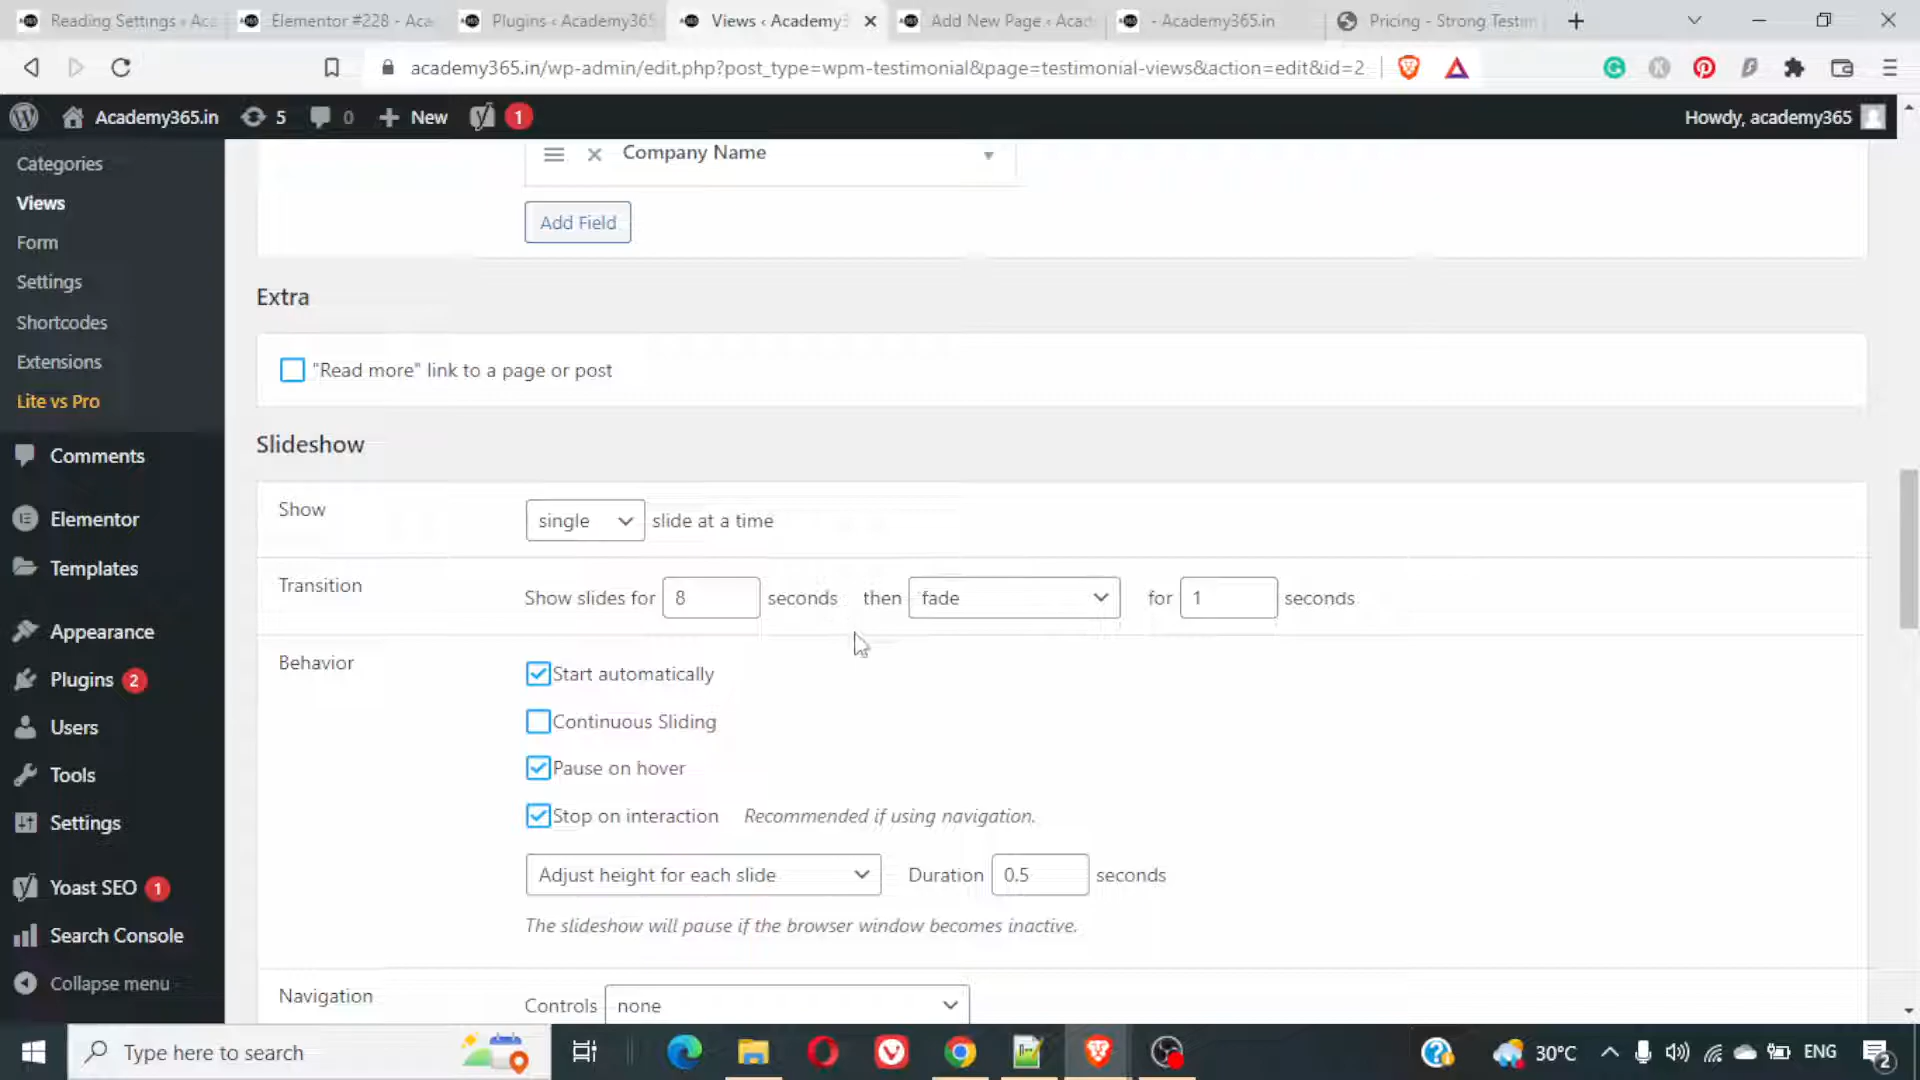 Reading Settings ‹ Aca
Elementor #228 - Aca
Plugins ‹ Academy365
Views ‹ Academy3
Add New Page ‹ Acad
- Academy365.in
Pricing - Strong Testim
academy365.in/wp-admin/edit.php?post_type=wpm-testimonial&page=testimonial-views&action=edit&id=2
Academy365.in
5
0
New
1
Howdy, academy365
Categories
Views
Form
Settings
Shortcodes
Extensions
Lite vs Pro
Comments
Elementor
Templates
Appearance
Plugins 2
Users
Tools
Settings
Yoast SEO 1
Search Console
Collapse menu
Company Name
Add Field
Extra
"Read more" link to a page or post
Slideshow
Show single slide at a time
Transition Show slides for 8 seconds then fade for 1 seconds
Behavior
Start automatically
Continuous Sliding
Pause on hover
Stop on interaction Recommended if using navigation.
Adjust height for each slide Duration 0.5 seconds
The slideshow will pause if the browser window becomes inactive.
Navigation Controls none
Type here to search
30°C
ENG
2